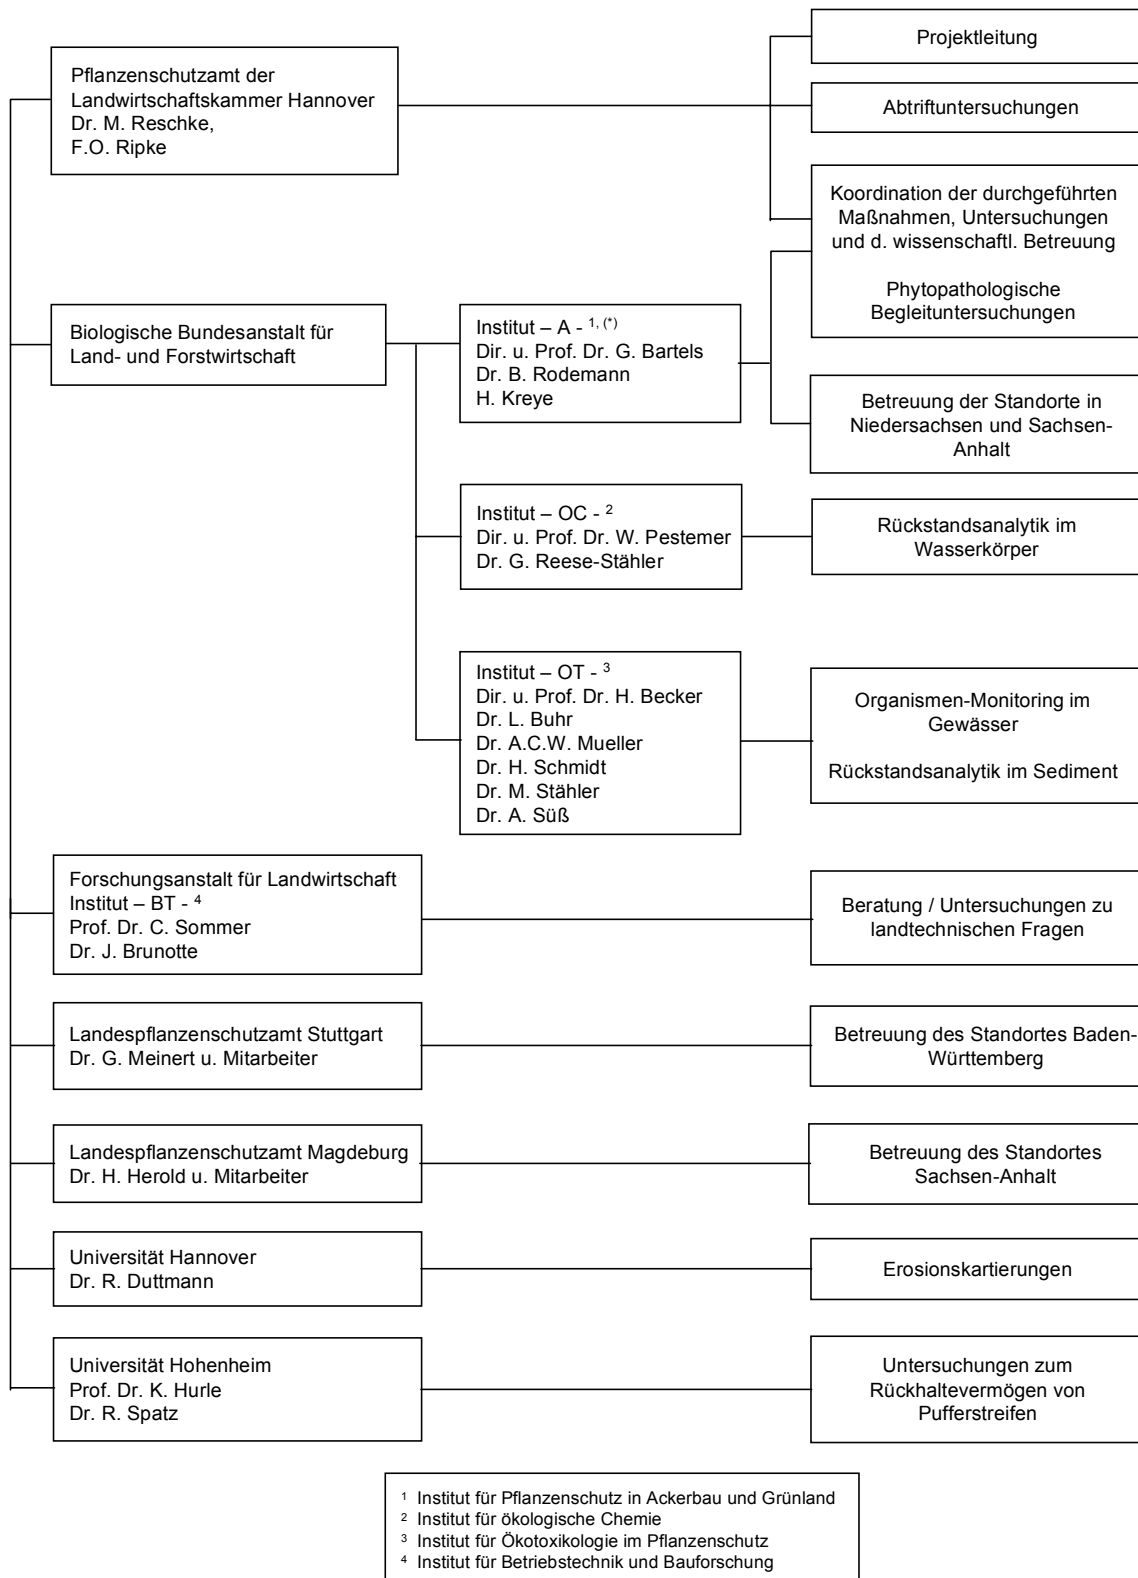 Projektleitung
Pflanzenschutzamt der
Landwirtschaftskammer Hannover
Dr. M. Reschke,
F.O. Ripke
Abtriftuntersuchungen
Koordination der durchgeführten
Maßnahmen, Untersuchungen
und d. wissenschaftl. Betreuung
Phytopathologische
Begleituntersuchungen
Biologische Bundesanstalt für
Land- und Forstwirtschaft
Institut – A - 1, (*)
Dir. u. Prof. Dr. G. Bartels
Dr. B. Rodemann
H. Kreye
Betreuung der Standorte in
Niedersachsen und Sachsen-
Anhalt
Institut – OC - 2
Dir. u. Prof. Dr. W. Pestemer
Dr. G. Reese-Stähler
Rückstandsanalytik im
Wasserkörper
Institut – OT - 3
Dir. u. Prof. Dr. H. Becker
Dr. L. Buhr
Dr. A.C.W. Mueller
Dr. H. Schmidt
Dr. M. Stähler
Dr. A. Süß
Organismen-Monitoring im
Gewässer
Rückstandsanalytik im Sediment
Forschungsanstalt für Landwirtschaft
Institut – BT - 4
Prof. Dr. C. Sommer
Dr. J. Brunotte
Beratung / Untersuchungen zu
landtechnischen Fragen
Landespflanzenschutzamt Stuttgart
Dr. G. Meinert u. Mitarbeiter
Betreuung des Standortes Baden-
Württemberg
Landespflanzenschutzamt Magdeburg
Dr. H. Herold u. Mitarbeiter
Betreuung des Standortes
Sachsen-Anhalt
Universität Hannover
Dr. R. Duttmann
Erosionskartierungen
Universität Hohenheim
Prof. Dr. K. Hurle
Dr. R. Spatz
Untersuchungen zum
Rückhaltevermögen von
Pufferstreifen
1 Institut für Pflanzenschutz in Ackerbau und Grünland
2 Institut für ökologische Chemie
3 Institut für Ökotoxikologie im Pflanzenschutz
4 Institut für Betriebstechnik und Bauforschung